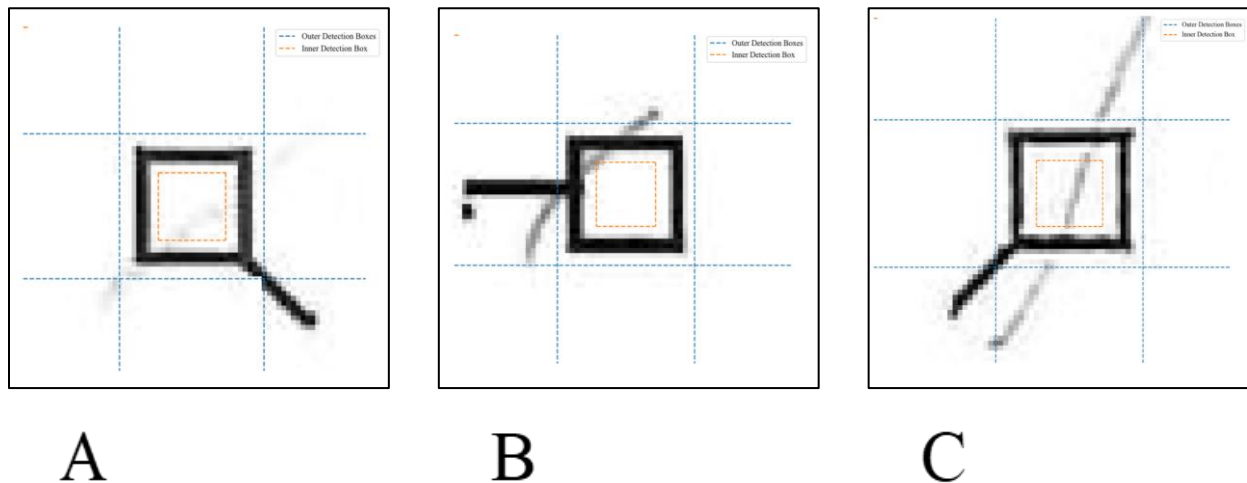 Outer Detection Boxes
Inner Detection Box
Outer Detection Boxes
Inner Detection Box
Outer Detection Boxes
Inner Detection Box
A
B
C